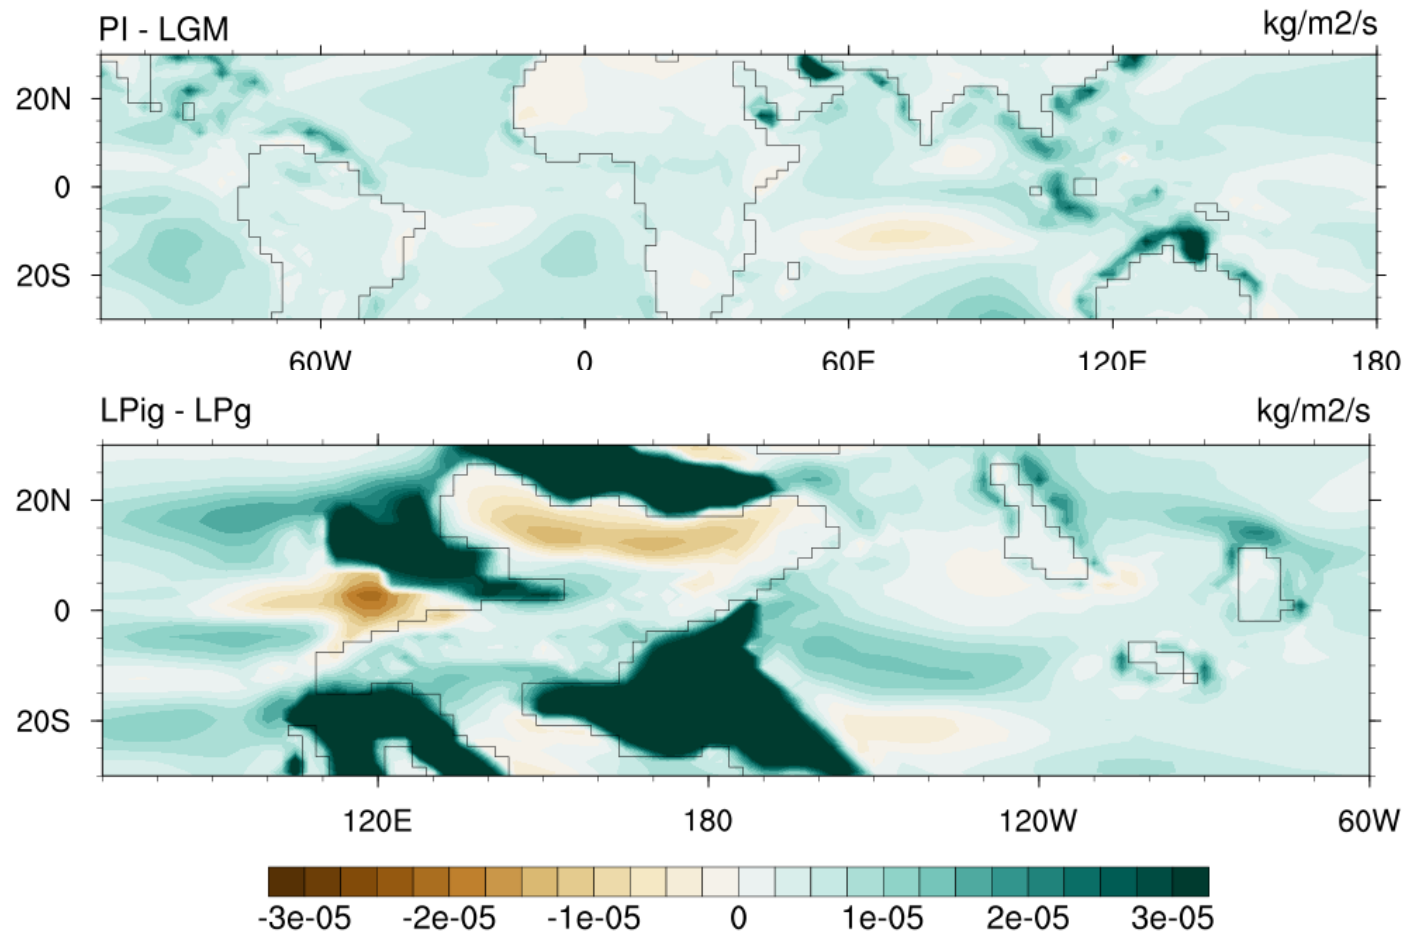 PI - LGM kg/m2/s
20N
0
20S
60W 0 60E 120E 180
LPig - LPg kg/m2/s
20N
0
20S
120E 180 120W 60W
-3e-05 -2e-05 -1e-05 0 1e-05 2e-05 3e-05